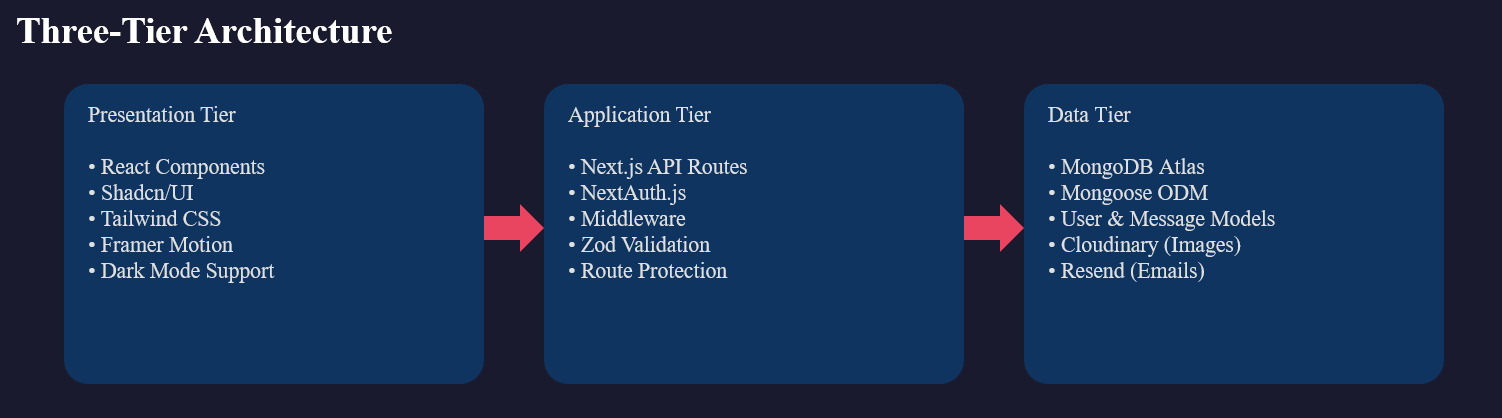 Three-Tier Architecture
Presentation Tier
• React Components
• Shadcn/UI
• Tailwind CSS
• Framer Motion
• Dark Mode Support
Application Tier
• Next.js API Routes
• NextAuth.js
• Middleware
• Zod Validation
• Route Protection
Data Tier
• MongoDB Atlas
• Mongoose ODM
• User & Message Models
• Cloudinary (Images)
• Resend (Emails)